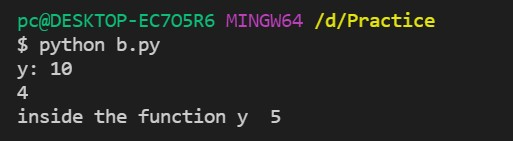 pc@DESKTOP-EC7O5R6 MINGW64 /d/Practice
$ python b.py
y: 10
4
inside the function y  5